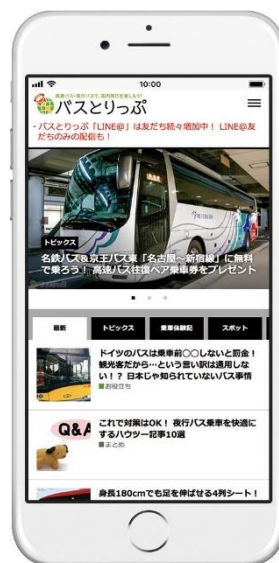 10:00
高速バス・夜行バスで、国内旅行を楽しもう!
バスとりっぷ
・バスとりっぷ「LINE@」は友だち続々増加中! LINE@友
だちのみの配信も!
トピックス
名鉄バス&京王バス東「名古屋~新宿線」に無料
で乗ろう! 高速バス往復ペア乗車券をプレゼント
最新
トピックス
乗車体験記
スポット
ドイツのバスは乗車前○○しないと罰金!
観光客だから…という言い訳は通用しな
い!? 日本じゃ知られていないバス事情
お役立ち
Q&A
これで対策はOK! 夜行バス乗車を快適に
するハウツー記事10選
まとめ
身長180cmでも足を伸ばせる4列シート!